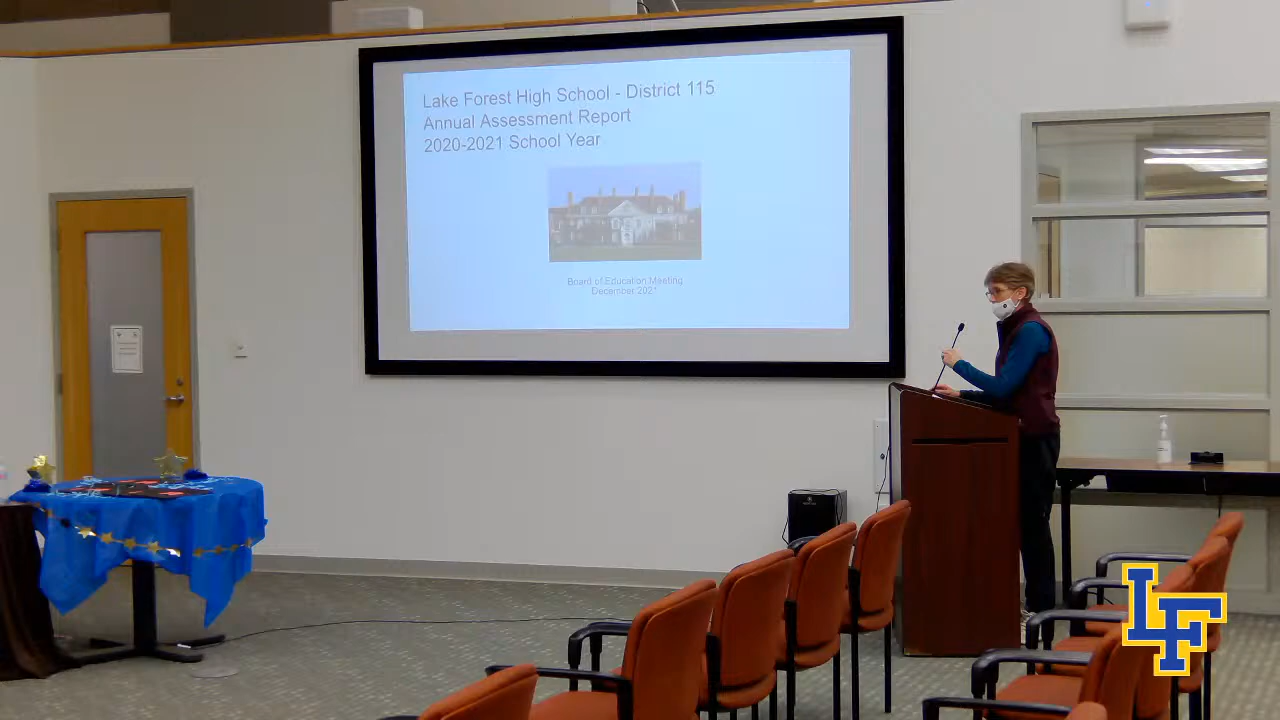 Lake Forest High School - District 115
Annual Assessment Report
2020-2021 School Year
Board of Education Meeting
December 2021
LF